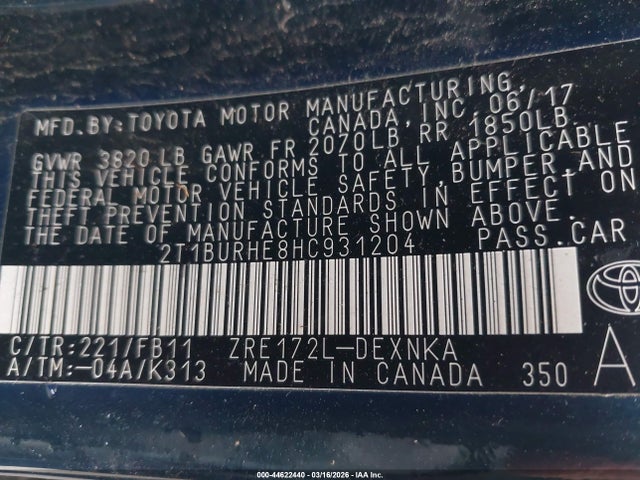 MFD.BY:TOYOTA MOTOR MANUFACTURING,
CANADA, INC. 06/17
GVWR 3820 LB GAWR FR 2070LB RR 1850LB.
THIS VEHICLE CONFORMS TO ALL APPLICABLE
FEDERAL MOTOR VEHICLE SAFETY, BUMPER AND
THEFT PREVENTION STANDARDS IN EFFECT ON
THE DATE OF MANUFACTURE SHOWN ABOVE.
2T1BURHE8HC931204 PASS.CAR
C/TR:221/FB11 ZRE172L-DEXNKA
A/TM:-04A/K313 MADE IN CANADA 350 A
000-44622440 - 03/16/2026 - IAA Inc.